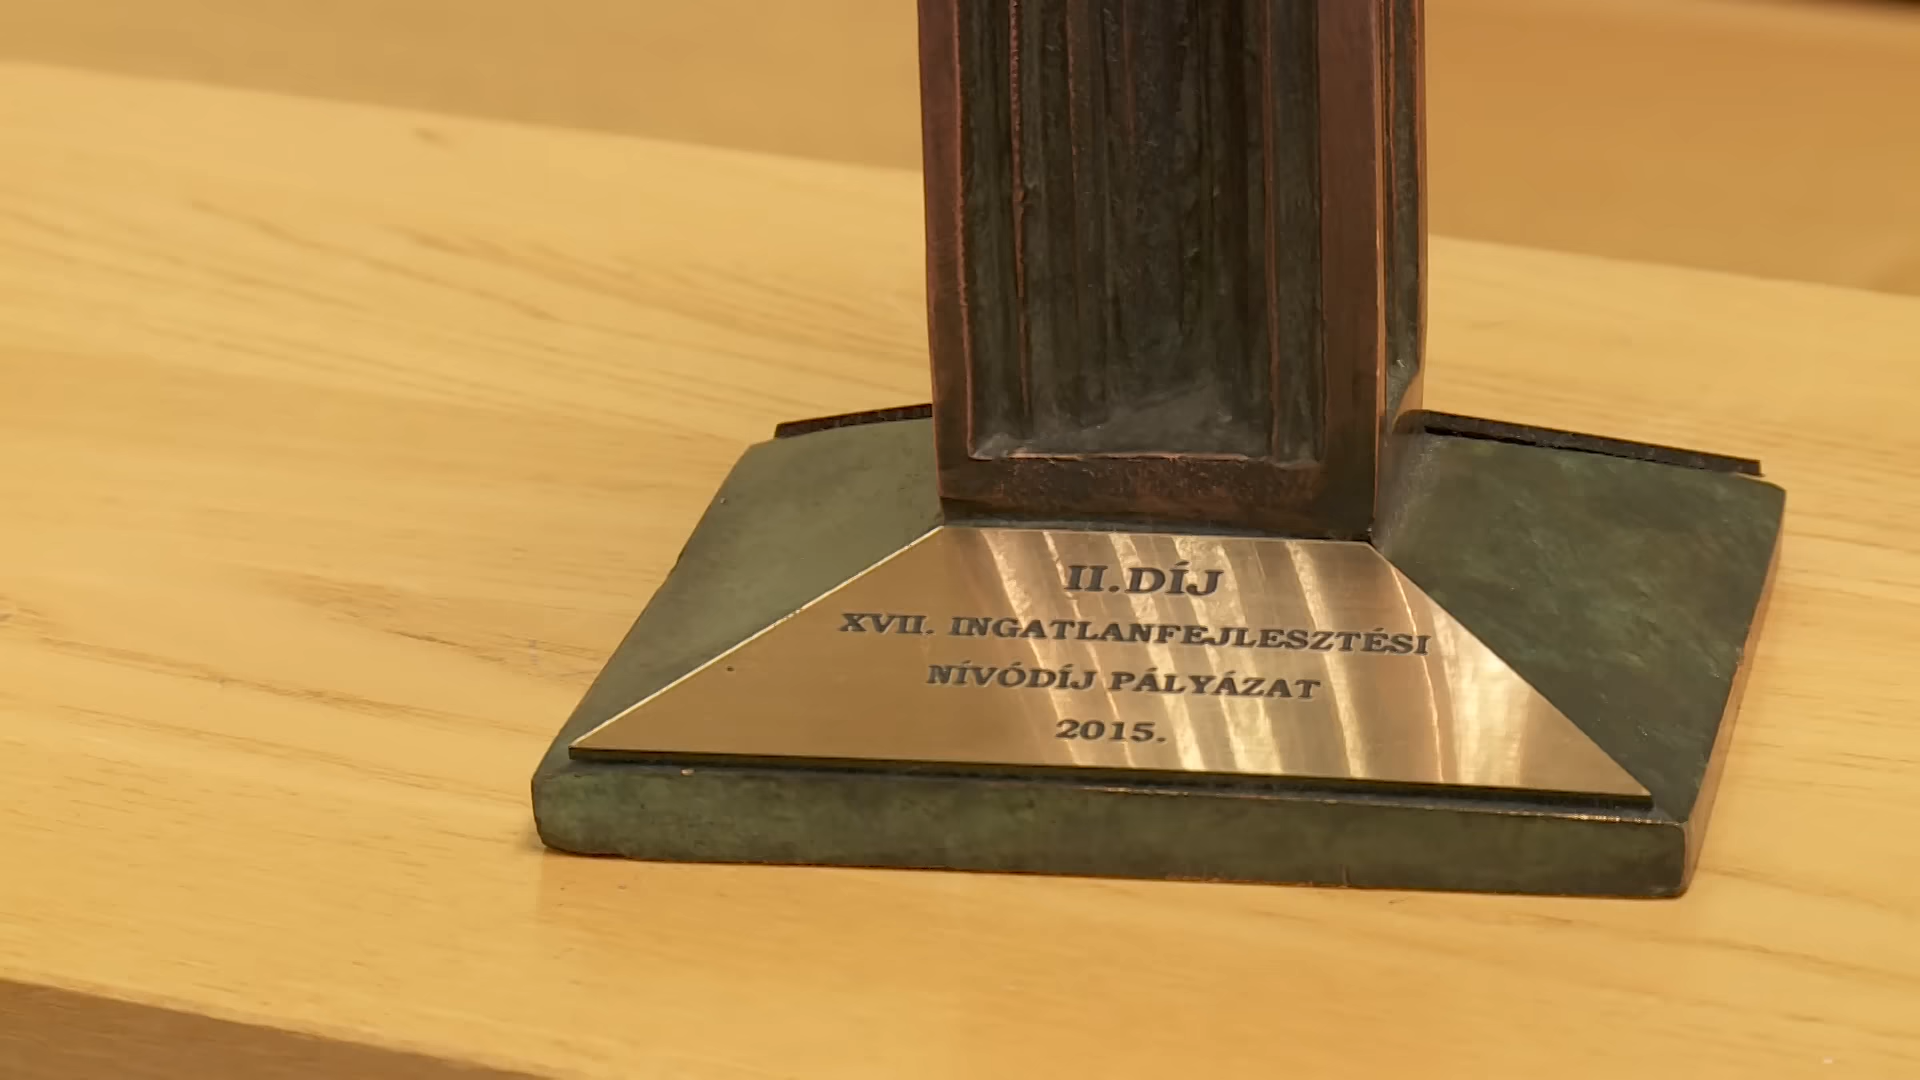 II.DÍJ
XVII. INGATLANFEJLESZTÉSI
NÍVÓDÍJ PÁLYÁZAT
2015.